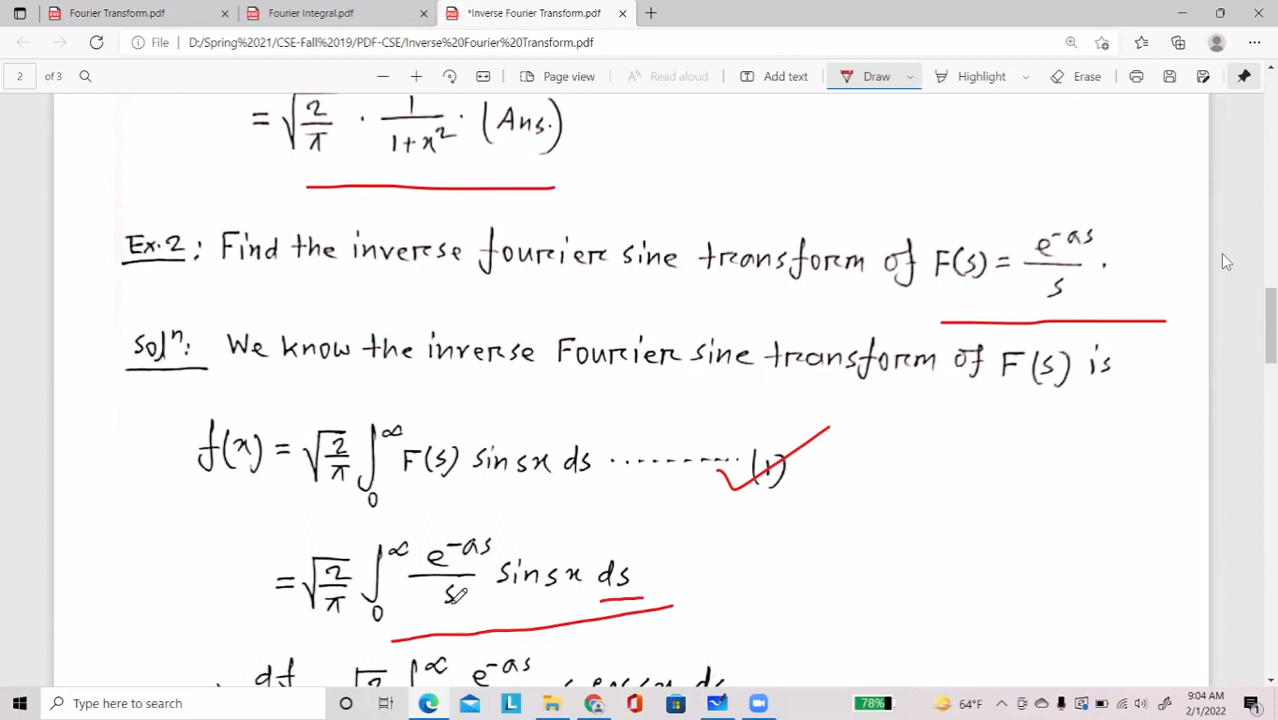 Fourier Transform.pdf
Fourier Integral.pdf
*Inverse Fourier Transform.pdf
File D:/Spring%2021/CSE-Fall%2019/PDF-CSE/Inverse%20Fourier%20Transform.pdf
2 of 3 Page view Read aloud Add text Draw Highlight Erase
= √(2/π) · 1/(1+x²) · (Ans.)
Ex.2: Find the inverse fourier sine transform of F(s) = e^(-as)/s .
Solⁿ: We know the inverse Fourier sine transform of F(s) is
f(x) = √(2/π) ∫₀^∞ F(s) sinsx ds ........... (1)
= √(2/π) ∫₀^∞ e^(-as)/s sinsx ds
Type here to search
78%
64°F
9:04 AM
2/1/2022